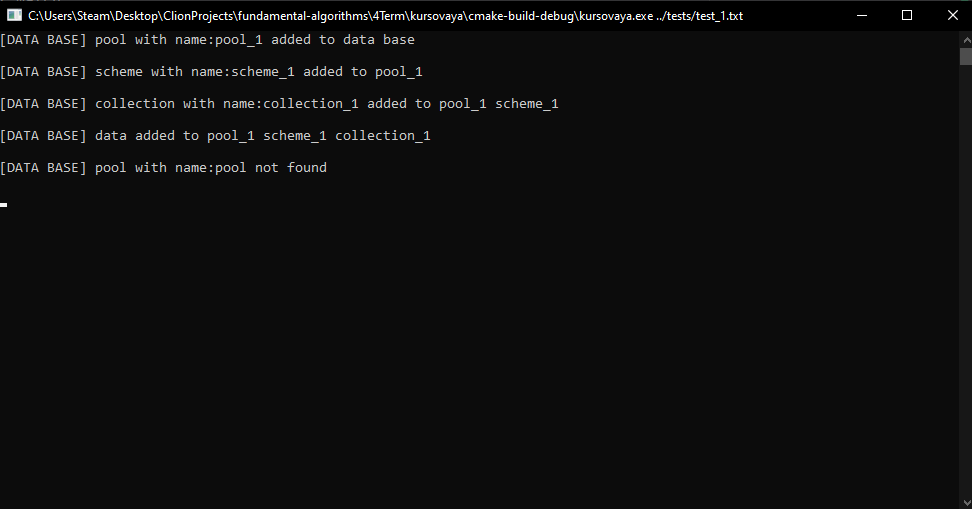 C:\Users\Steam\Desktop\ClionProjects\fundamental-algorithms\4Term\kursovaya\cmake-build-debug\kursovaya.exe ../tests/test_1.txt
[DATA BASE] pool with name:pool_1 added to data base
[DATA BASE] scheme with name:scheme_1 added to pool_1
[DATA BASE] collection with name:collection_1 added to pool_1 scheme_1
[DATA BASE] data added to pool_1 scheme_1 collection_1
[DATA BASE] pool with name:pool not found